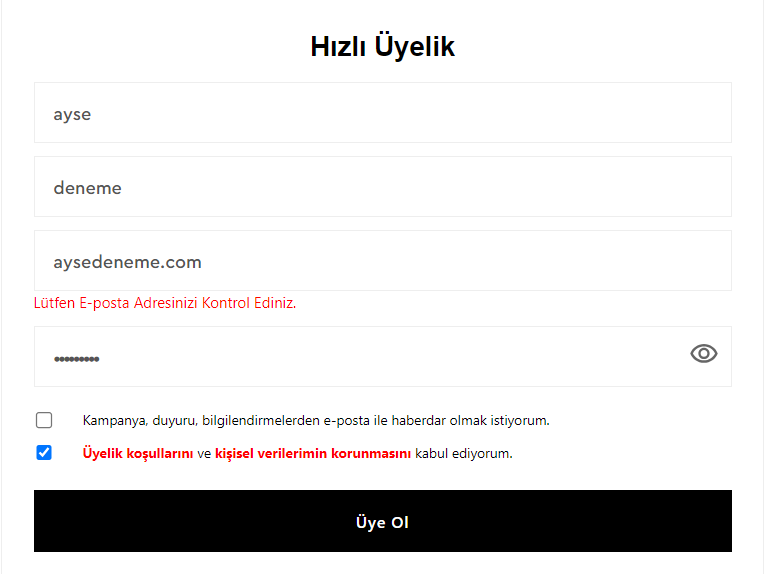 Hızlı Üyelik
ayse
deneme
aysedeneme.com
Lütfen E-posta Adresinizi Kontrol Ediniz.
•••••••••
Kampanya, duyuru, bilgilendirmelerden e-posta ile haberdar olmak istiyorum.
Üyelik koşullarını ve kişisel verilerimin korunmasını kabul ediyorum.
Üye Ol